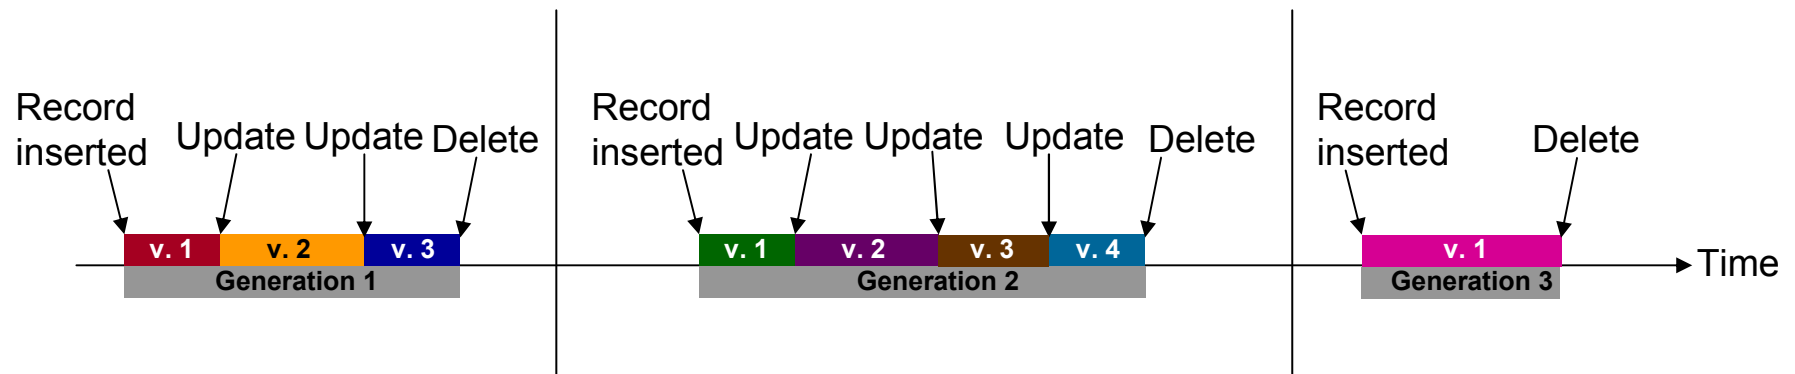 Record
inserted
Update
Update
Delete
v. 1
v. 2
v. 3
Generation 1
Record
inserted
Update
Update
Update
Delete
v. 1
v. 2
v. 3
v. 4
Generation 2
Record
inserted
Delete
v. 1
Generation 3
Time